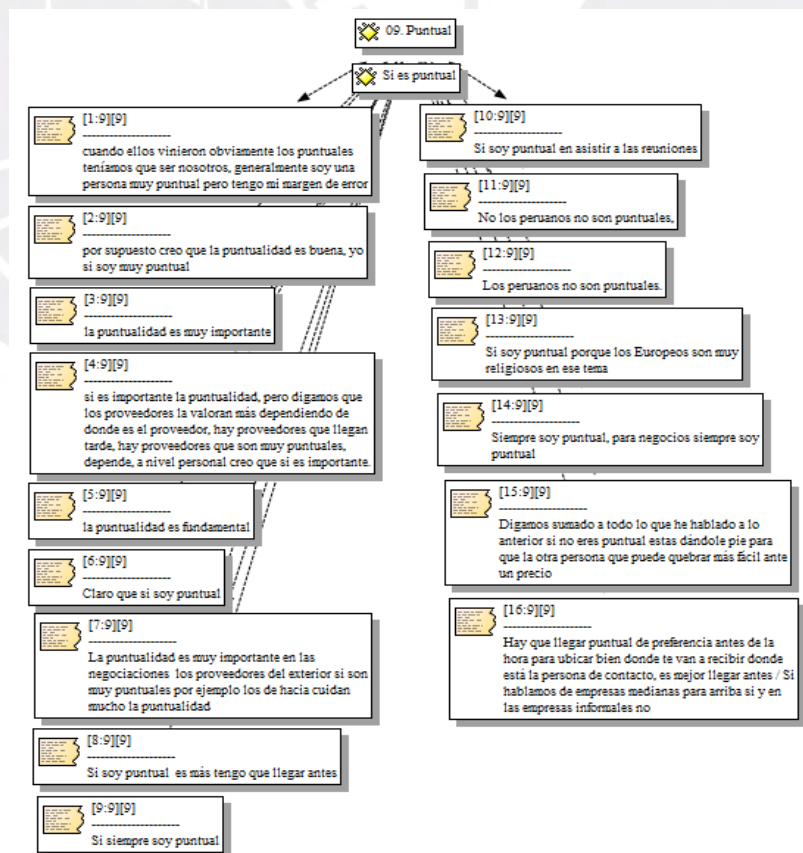 09. Puntual
Si es puntual
[1:9][9]
--------------------
cuando ellos vinieron obviamente los puntuales
teníamos que ser nosotros, generalmente soy una
persona muy puntual pero tengo mi margen de error
[2:9][9]
--------------------
por supuesto creo que la puntualidad es buena, yo
si soy muy puntual
[3:9][9]
--------------------
la puntualidad es muy importante
[4:9][9]
--------------------
si es importante la puntualidad, pero digamos que
los proveedores la valoran más dependiendo de
donde es el proveedor, hay proveedores que llegan
tarde, hay proveedores que son muy puntuales,
depende, a nivel personal creo que si es importante.
[5:9][9]
--------------------
la puntualidad es fundamental
[6:9][9]
--------------------
Claro que si soy puntual
[7:9][9]
--------------------
La puntualidad es muy importante en las
negociaciones los proveedores del exterior si son
muy puntuales por ejemplo los de hacia cuidan
mucho la puntualidad
[8:9][9]
--------------------
Si soy puntual es más tengo que llegar antes
[9:9][9]
--------------------
Si siempre soy puntual
[10:9][9]
--------------------
Si soy puntual en asistir a las reuniones
[11:9][9]
--------------------
No los peruanos no son puntuales,
[12:9][9]
--------------------
Los peruanos no son puntuales.
[13:9][9]
--------------------
Si soy puntual porque los Europeos son muy
religiosos en ese tema
[14:9][9]
--------------------
Siempre soy puntual, para negocios siempre soy
puntual
[15:9][9]
--------------------
Digamos sumado a todo lo que he hablado a lo
anterior si no eres puntual estas dándole pie para
que la otra persona que puede quebrar más fácil ante
un precio
[16:9][9]
--------------------
Hay que llegar puntual de preferencia antes de la
hora para ubicar bien donde te van a recibir donde
está la persona de contacto, es mejor llegar antes / Si
hablamos de empresas medianas para arriba si y en
las empresas informales no